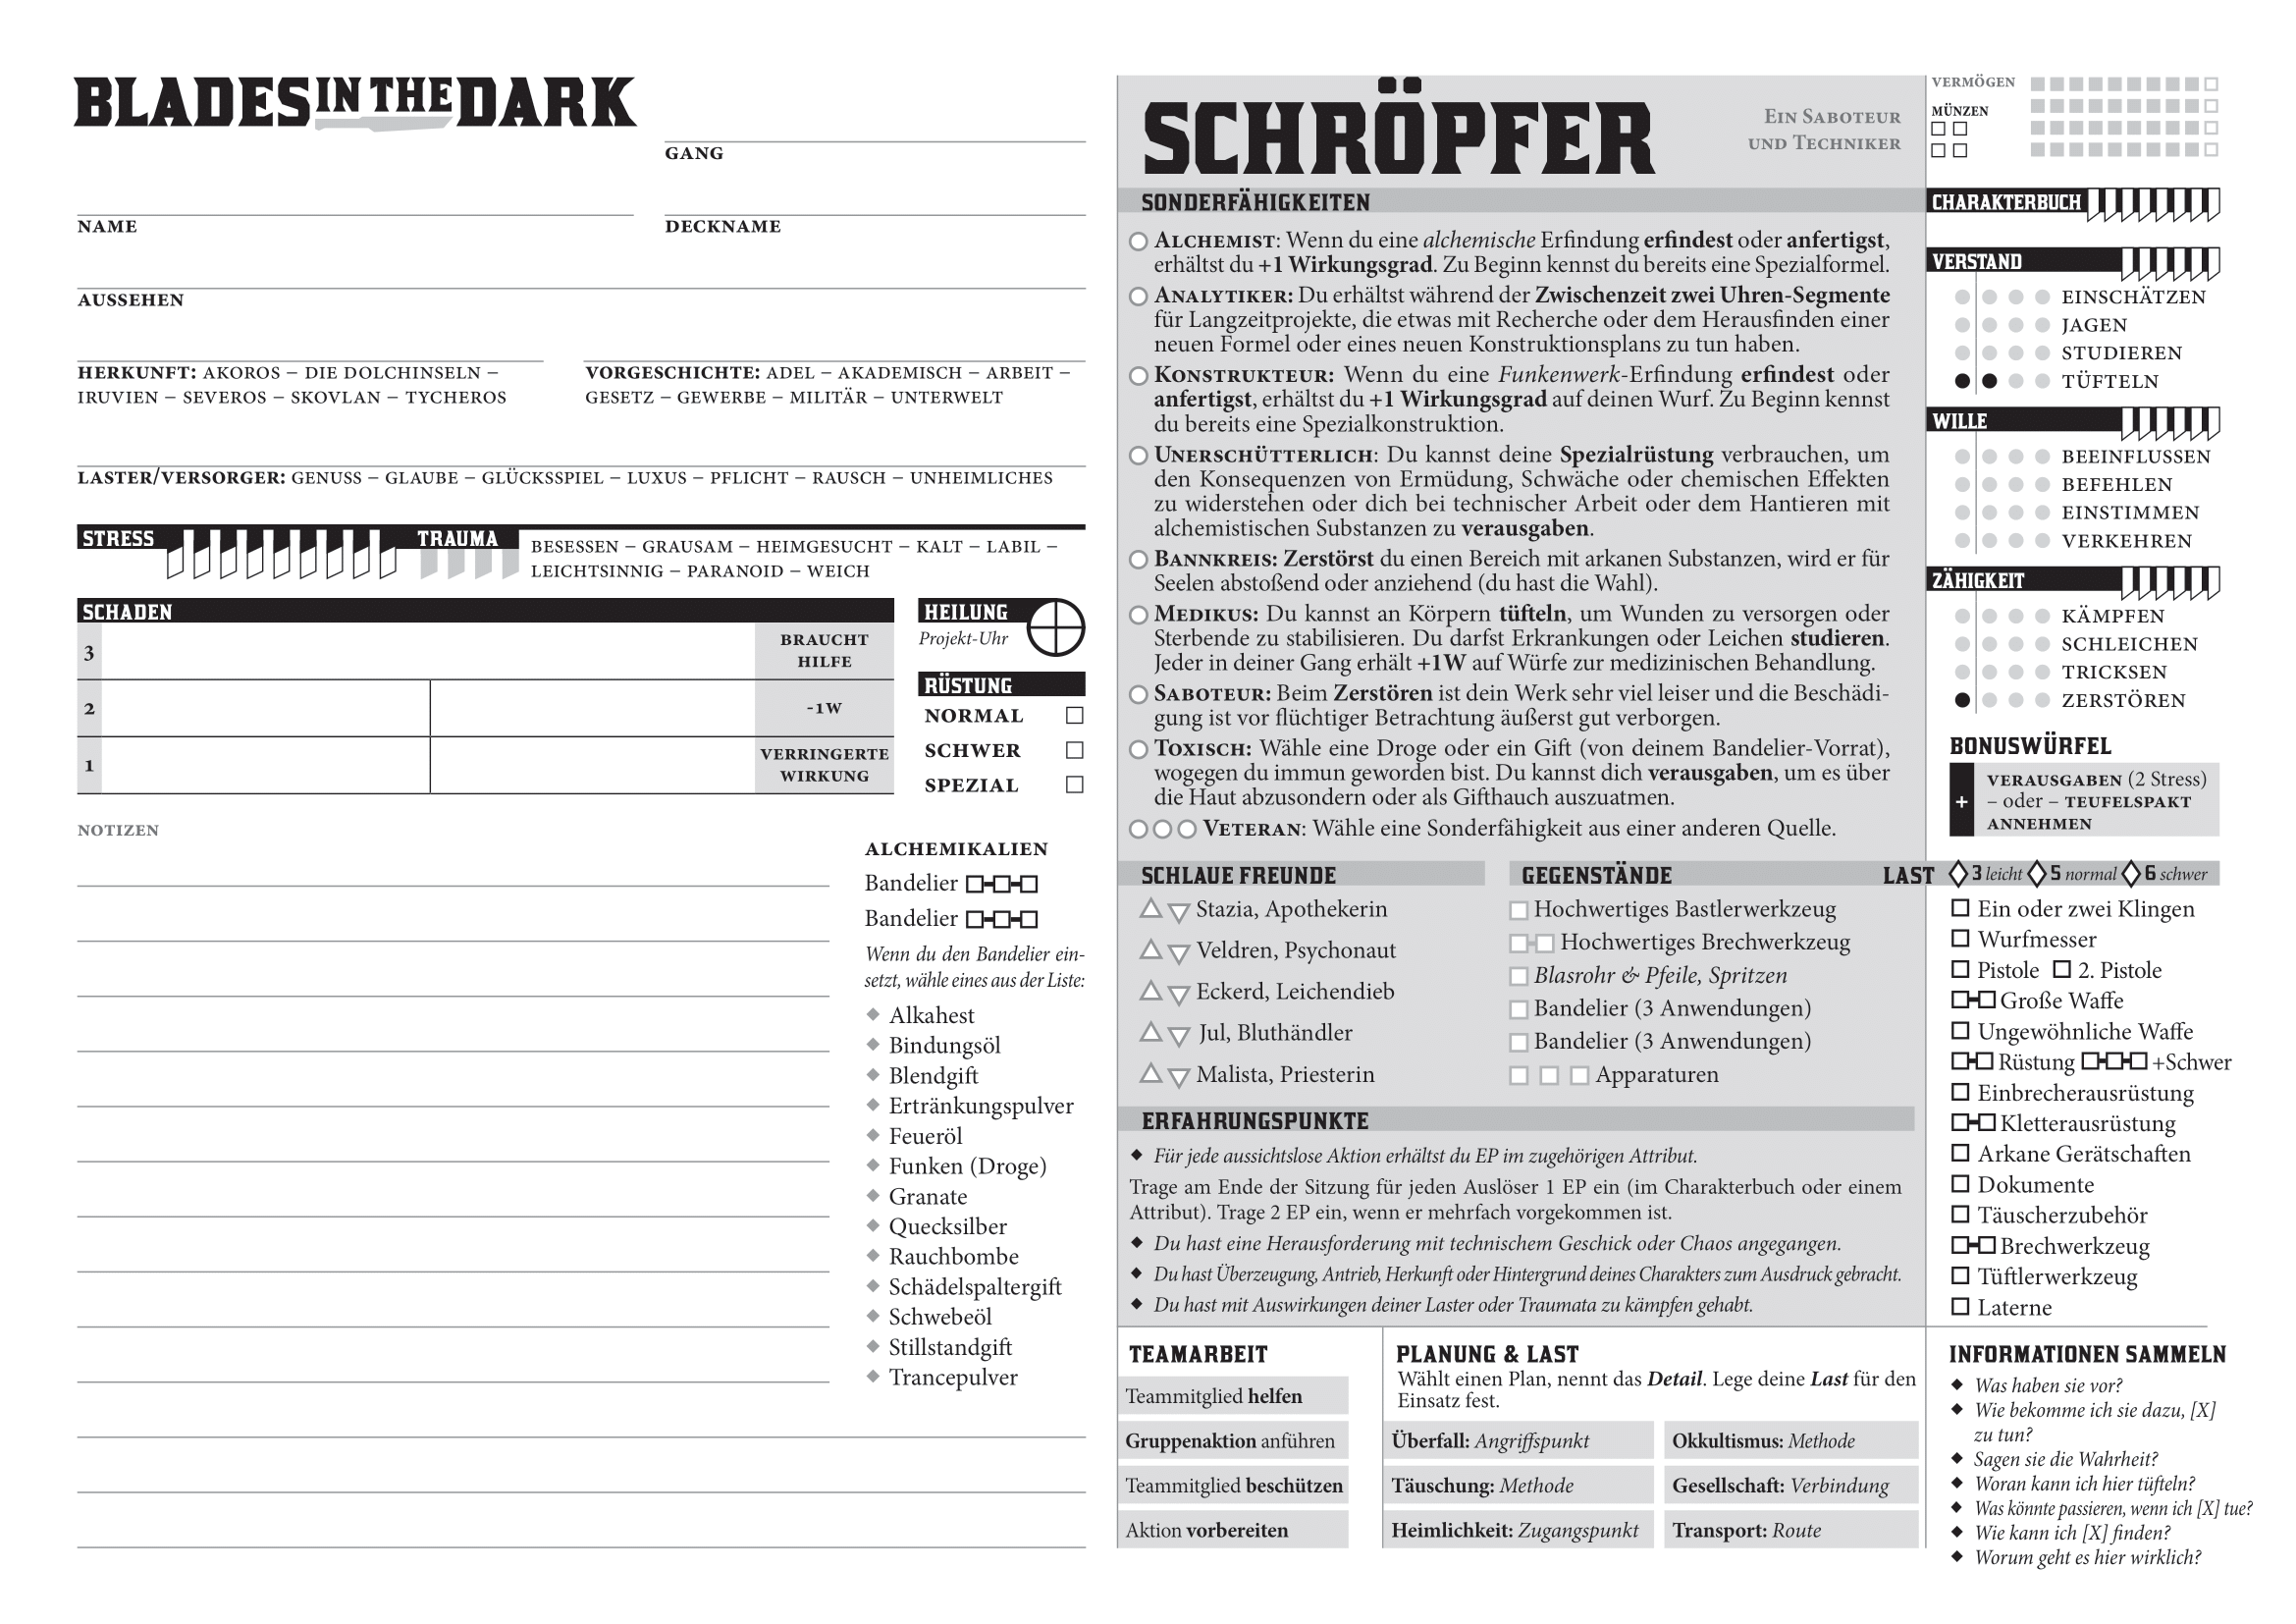 BLADES IN THE DARK
GANG
NAME
DECKNAME
AUSSEHEN
HERKUNFT: AKOROS – DIE DOLCHINSELN –
IRUVIEN – SEVEROS – SKOVLAN – TYCHEROS
VORGESCHICHTE: ADEL – AKADEMISCH – ARBEIT –
GESETZ – GEWERBE – MILITÄR – UNTERWELT
LASTER/VERSORGER: GENUSS – GLAUBE – GLÜCKSSPIEL – LUXUS – PFLICHT – RAUSCH – UNHEIMLICHES
STRESS
TRAUMA
BESESSEN – GRAUSAM – HEIMGESUCHT – KALT – LABIL –
LEICHTSINNIG – PARANOID – WEICH
SCHADEN
3
BRAUCHT
HILFE
2
-1W
1
VERRINGERTE
WIRKUNG
HEILUNG
Projekt-Uhr
RÜSTUNG
NORMAL
SCHWER
SPEZIAL
NOTIZEN
ALCHEMIKALIEN
Bandelier
Bandelier
Wenn du den Bandelier ein-
setzt, wähle eines aus der Liste:
Alkahest
Bindungsöl
Blendgift
Ertränkungspulver
Feueröl
Funken (Droge)
Granate
Quecksilber
Rauchbombe
Schädelspaltergift
Schwebeöl
Stillstandgift
Trancepulver
SCHRÖPFER
EIN SABOTEUR
UND TECHNIKER
SONDERFÄHIGKEITEN
ALCHEMIST: Wenn du eine alchemische Erfindung erfindest oder anfertigst,
erhältst du +1 Wirkungsgrad. Zu Beginn kennst du bereits eine Spezialformel.
ANALYTIKER: Du erhältst während der Zwischenzeit zwei Uhren-Segmente
für Langzeitprojekte, die etwas mit Recherche oder dem Herausfinden einer
neuen Formel oder eines neuen Konstruktionsplans zu tun haben.
KONSTRUKTEUR: Wenn du eine Funkenwerk-Erfindung erfindest oder
anfertigst, erhältst du +1 Wirkungsgrad auf deinen Wurf. Zu Beginn kennst
du bereits eine Spezialkonstruktion.
UNERSCHÜTTERLICH: Du kannst deine Spezialrüstung verbrauchen, um
den Konsequenzen von Ermüdung, Schwäche oder chemischen Effekten
zu widerstehen oder dich bei technischer Arbeit oder dem Hantieren mit
alchemistischen Substanzen zu verausgaben.
BANNKREIS: Zerstörst du einen Bereich mit arkanen Substanzen, wird er für
Seelen abstoßend oder anziehend (du hast die Wahl).
MEDIKUS: Du kannst an Körpern tüfteln, um Wunden zu versorgen oder
Sterbende zu stabilisieren. Du darfst Erkrankungen oder Leichen studieren.
Jeder in deiner Gang erhält +1W auf Würfe zur medizinischen Behandlung.
SABOTEUR: Beim Zerstören ist dein Werk sehr viel leiser und die Beschädi-
gung ist vor flüchtiger Betrachtung äußerst gut verborgen.
TOXISCH: Wähle eine Droge oder ein Gift (von deinem Bandelier-Vorrat),
wogegen du immun geworden bist. Du kannst dich verausgaben, um es über
die Haut abzusondern oder als Gifthauch auszuatmen.
VETERAN: Wähle eine Sonderfähigkeit aus einer anderen Quelle.
SCHLAUE FREUNDE
Stazia, Apothekerin
Veldren, Psychonaut
Eckerd, Leichendieb
Jul, Bluthändler
Malista, Priesterin
GEGENSTÄNDE
Hochwertiges Bastlerwerkzeug
Hochwertiges Brechwerkzeug
Blasrohr & Pfeile, Spritzen
Bandelier (3 Anwendungen)
Bandelier (3 Anwendungen)
Apparaturen
ERFAHRUNGSPUNKTE
Für jede aussichtslose Aktion erhältst du EP im zugehörigen Attribut.
Trage am Ende der Sitzung für jeden Auslöser 1 EP ein (im Charakterbuch oder einem
Attribut). Trage 2 EP ein, wenn er mehrfach vorgekommen ist.
Du hast eine Herausforderung mit technischem Geschick oder Chaos angegangen.
Du hast Überzeugung, Antrieb, Herkunft oder Hintergrund deines Charakters zum Ausdruck gebracht.
Du hast mit Auswirkungen deiner Laster oder Traumata zu kämpfen gehabt.
TEAMARBEIT
Teammitglied helfen
Gruppenaktion anführen
Teammitglied beschützen
Aktion vorbereiten
PLANUNG & LAST
Wählt einen Plan, nennt das Detail. Lege deine Last für den
Einsatz fest.
Überfall: Angriffspunkt
Okkultismus: Methode
Täuschung: Methode
Gesellschaft: Verbindung
Heimlichkeit: Zugangspunkt
Transport: Route
VERMÖGEN
MÜNZEN
CHARAKTERBUCH
VERSTAND
EINSCHÄTZEN
JAGEN
STUDIEREN
TÜFTELN
WILLE
BEEINFLUSSEN
BEFEHLEN
EINSTIMMEN
VERKEHREN
ZÄHIGKEIT
KÄMPFEN
SCHLEICHEN
TRICKSEN
ZERSTÖREN
BONUSWÜRFEL
+
VERAUSGABEN (2 Stress)
– oder – TEUFELSPAKT
ANNEHMEN
LAST 3 leicht 5 normal 6 schwer
Ein oder zwei Klingen
Wurfmesser
Pistole 2. Pistole
Große Waffe
Ungewöhnliche Waffe
Rüstung +Schwer
Einbrecherausrüstung
Kletterausrüstung
Arkane Gerätschaften
Dokumente
Täuscherzubehör
Brechwerkzeug
Tüftlerwerkzeug
Laterne
INFORMATIONEN SAMMELN
Was haben sie vor?
Wie bekomme ich sie dazu, [X]
zu tun?
Sagen sie die Wahrheit?
Woran kann ich hier tüfteln?
Was könnte passieren, wenn ich [X] tue?
Wie kann ich [X] finden?
Worum geht es hier wirklich?